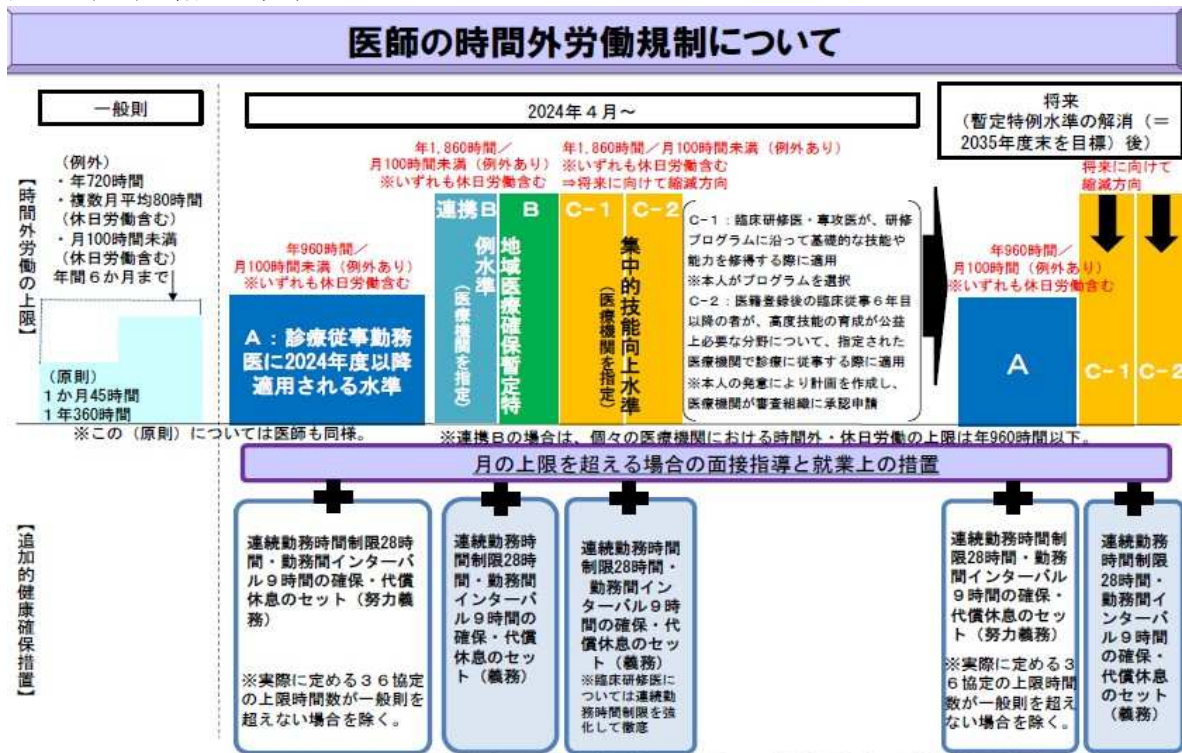 医師の時間外労働規制について
一般則
2024年４月～
将来
(暫定特例水準の解消（＝
2035年度末を目標）後）
【時間外労働の上限】
（例外）
・年720時間
・複数月平均80時間
（休日労働含む）
・月100時間未満
（休日労働含む）
年間６か月まで
（原則）
１か月45時間
１年360時間
※この（原則）については医師も同様。
年960時間／
月100時間未満（例外あり）
※いずれも休日労働含む
Ａ：診療従事勤務
医に2024年度以降
適用される水準
年1,860時間／
月100時間未満（例外あり）
※いずれも休日労働含む
連携Ｂ
Ｂ
地域医療確保暫定特
例水準
（医療機関を指定）
年1,860時間／月100時間未満（例外あり）
※いずれも休日労働含む
⇒将来に向けて縮減方向
Ｃ-１
Ｃ-２
集中的技能向上水準
（医療機関を指定）
Ｃ-１：臨床研修医・専攻医が、研修
プログラムに沿って基礎的な技能や
能力を修得する際に適用
※本人がプログラムを選択
Ｃ-２：医籍登録後の臨床従事６年目
以降の者が、高度技能の育成が公益
上必要な分野について、指定された
医療機関で診療に従事する際に適用
※本人の発意により計画を作成し、
医療機関が審査組織に承認申請
※連携Ｂの場合は、個々の医療機関における時間外・休日労働の上限は年960時間以下。
年960時間／
月100時間（例外あり）
※いずれも休日労働含む
Ａ
将来に向けて
縮減方向
Ｃ-１
Ｃ-２
月の上限を超える場合の面接指導と就業上の措置
【追加的健康確保措置】
連続勤務時間制限28時
間・勤務間インター
バル９時間の確保・代償
休息のセット（努力義
務）
※実際に定める３６協定
の上限時間数が一般則を
超えない場合を除く。
連続勤務時
間制限28時
間・勤務間
インターバ
ル９時間の
確保・代償
休息のセッ
ト（義務）
連続勤務時間
制限28時間・
勤務間インタ
ーバル９時間
の確保・代
償休息のセッ
ト（義務）
※臨床研修医に
ついては連続勤
務時間制限を強
化して徹底
連続勤務時間制
限28時間・勤務
間インターバル
９時間の確保・
代償休息のセッ
ト（努力義務）
※実際に定める３
６協定の上限時間
数が一般則を超え
ない場合を除く。
連続勤務
時間制限
28時間・
勤務間イ
ンターバ
ル９時間
の確保・
代償休息
のセット
（義務）